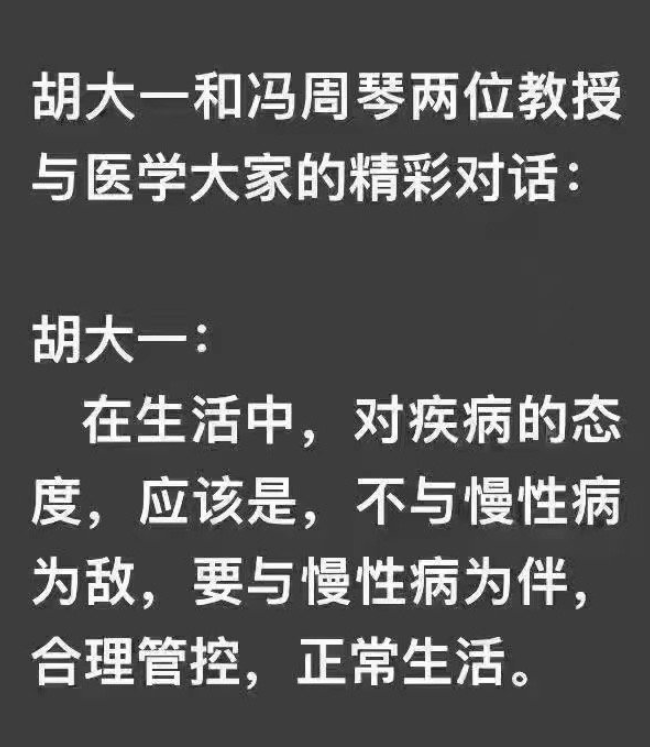 胡大一和冯周琴两位教授
与医学大家的精彩对话：
胡大一：
在生活中，对疾病的态
度，应该是，不与慢性病
为敌，要与慢性病为伴，
合理管控，正常生活。